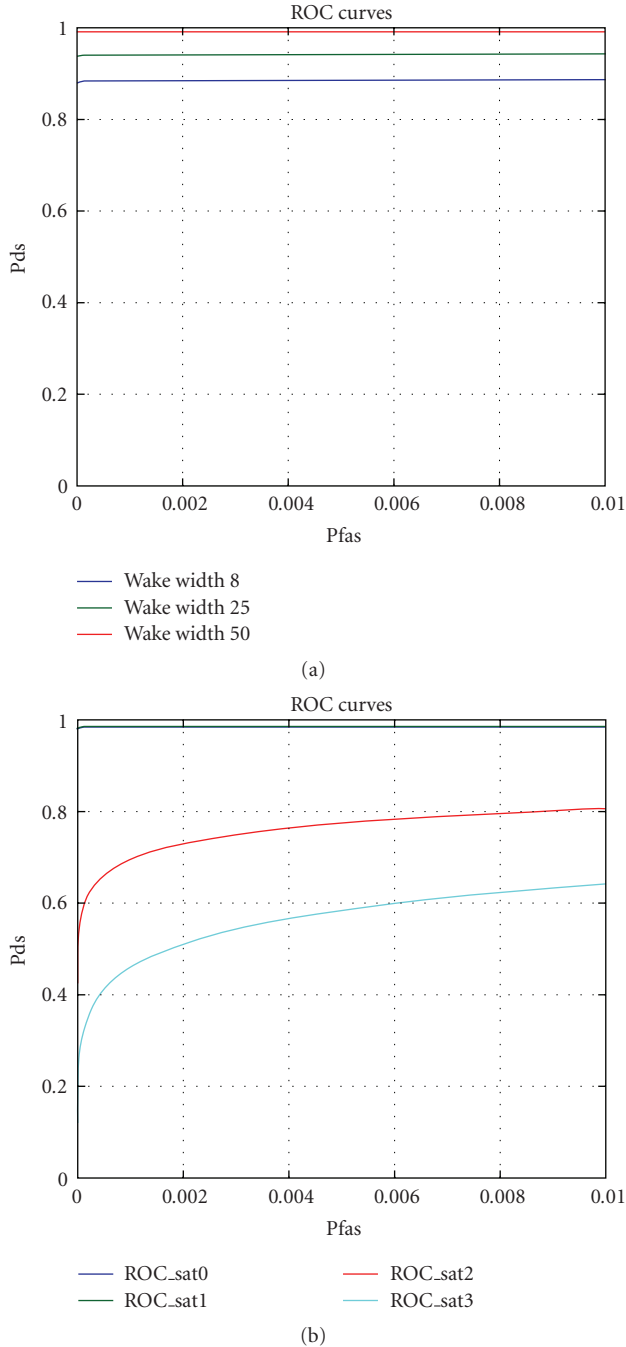 ROC curves
1
0.8
0.6
0.4
0.2
0
Pds
0 0.002 0.004 0.006 0.008 0.01
Pfas
Wake width 8
Wake width 25
Wake width 50
(a)
ROC curves
1
0.8
0.6
0.4
0.2
0
Pds
0 0.002 0.004 0.006 0.008 0.01
Pfas
ROC_sat0 ROC_sat2
ROC_sat1 ROC_sat3
(b)